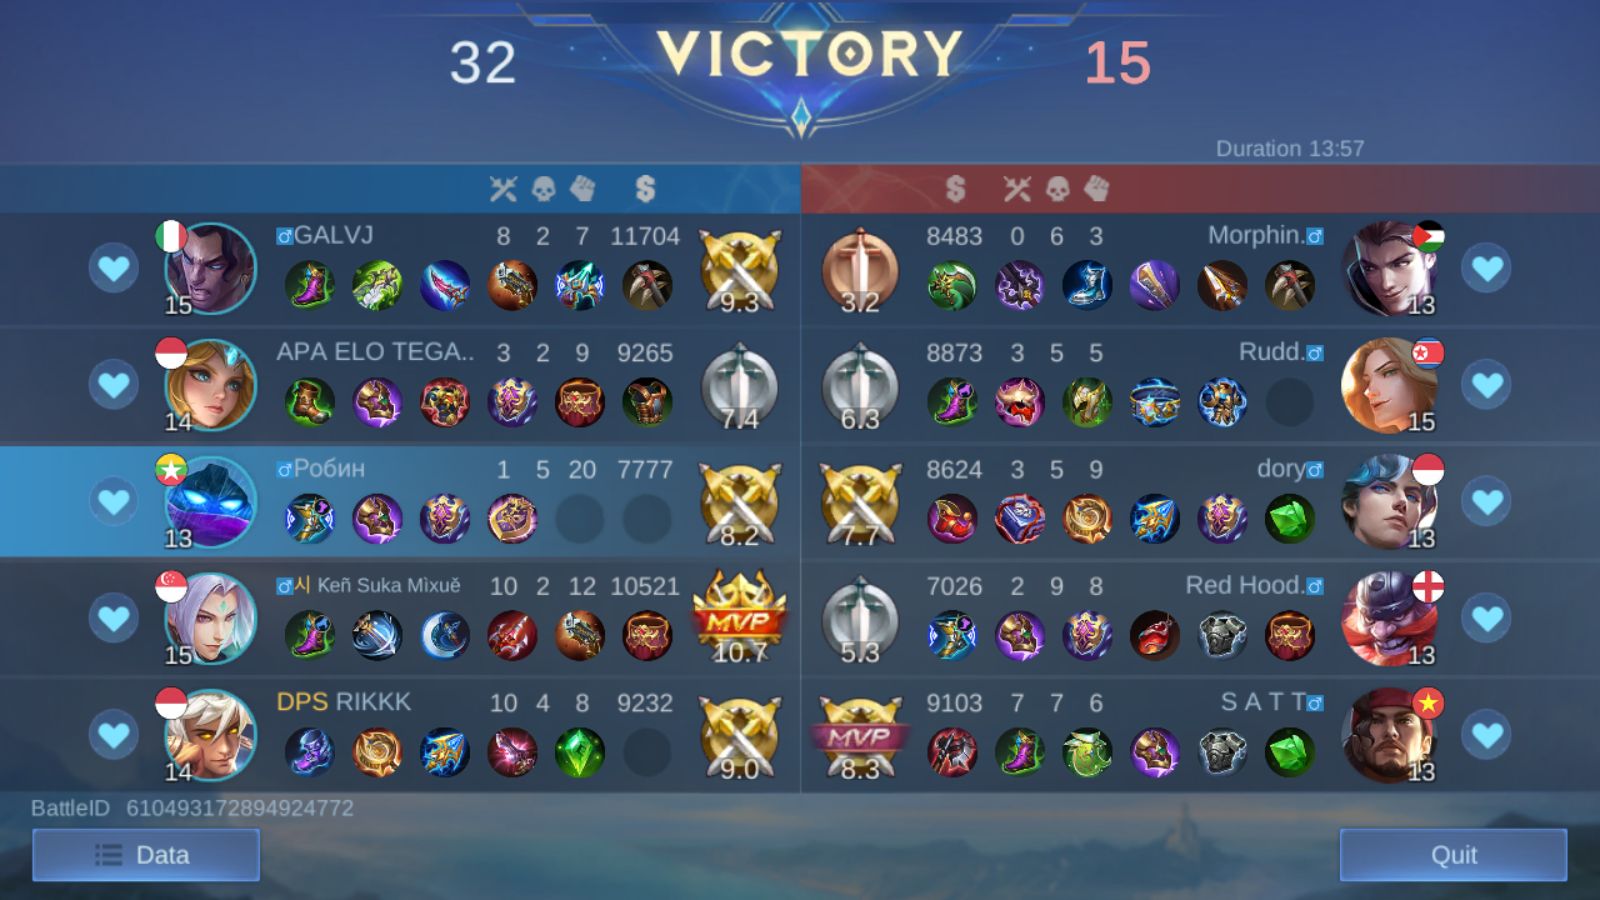 32 VICTORY 15
Duration 13:57
GALVJ 8 2 7 11704
15 9.3
8483 0 6 3 Morphin.
3.2 13
APA ELO TEGA.. 3 2 9 9265
14 7.4
8873 3 5 5 Rudd.
6.3 15
Робин 1 5 20 7777
13 8.2
8624 3 5 9 dory
7.7 13
시 Keñ Suka Mìxuě 10 2 12 10521
15 MVP 10.7
7026 2 9 8 Red Hood.
5.3 13
DPS RIKKK 10 4 8 9232
14 9.0
9103 7 7 6 S A T T
MVP 8.3 13
BattleID 610493172894924772
Data
Quit